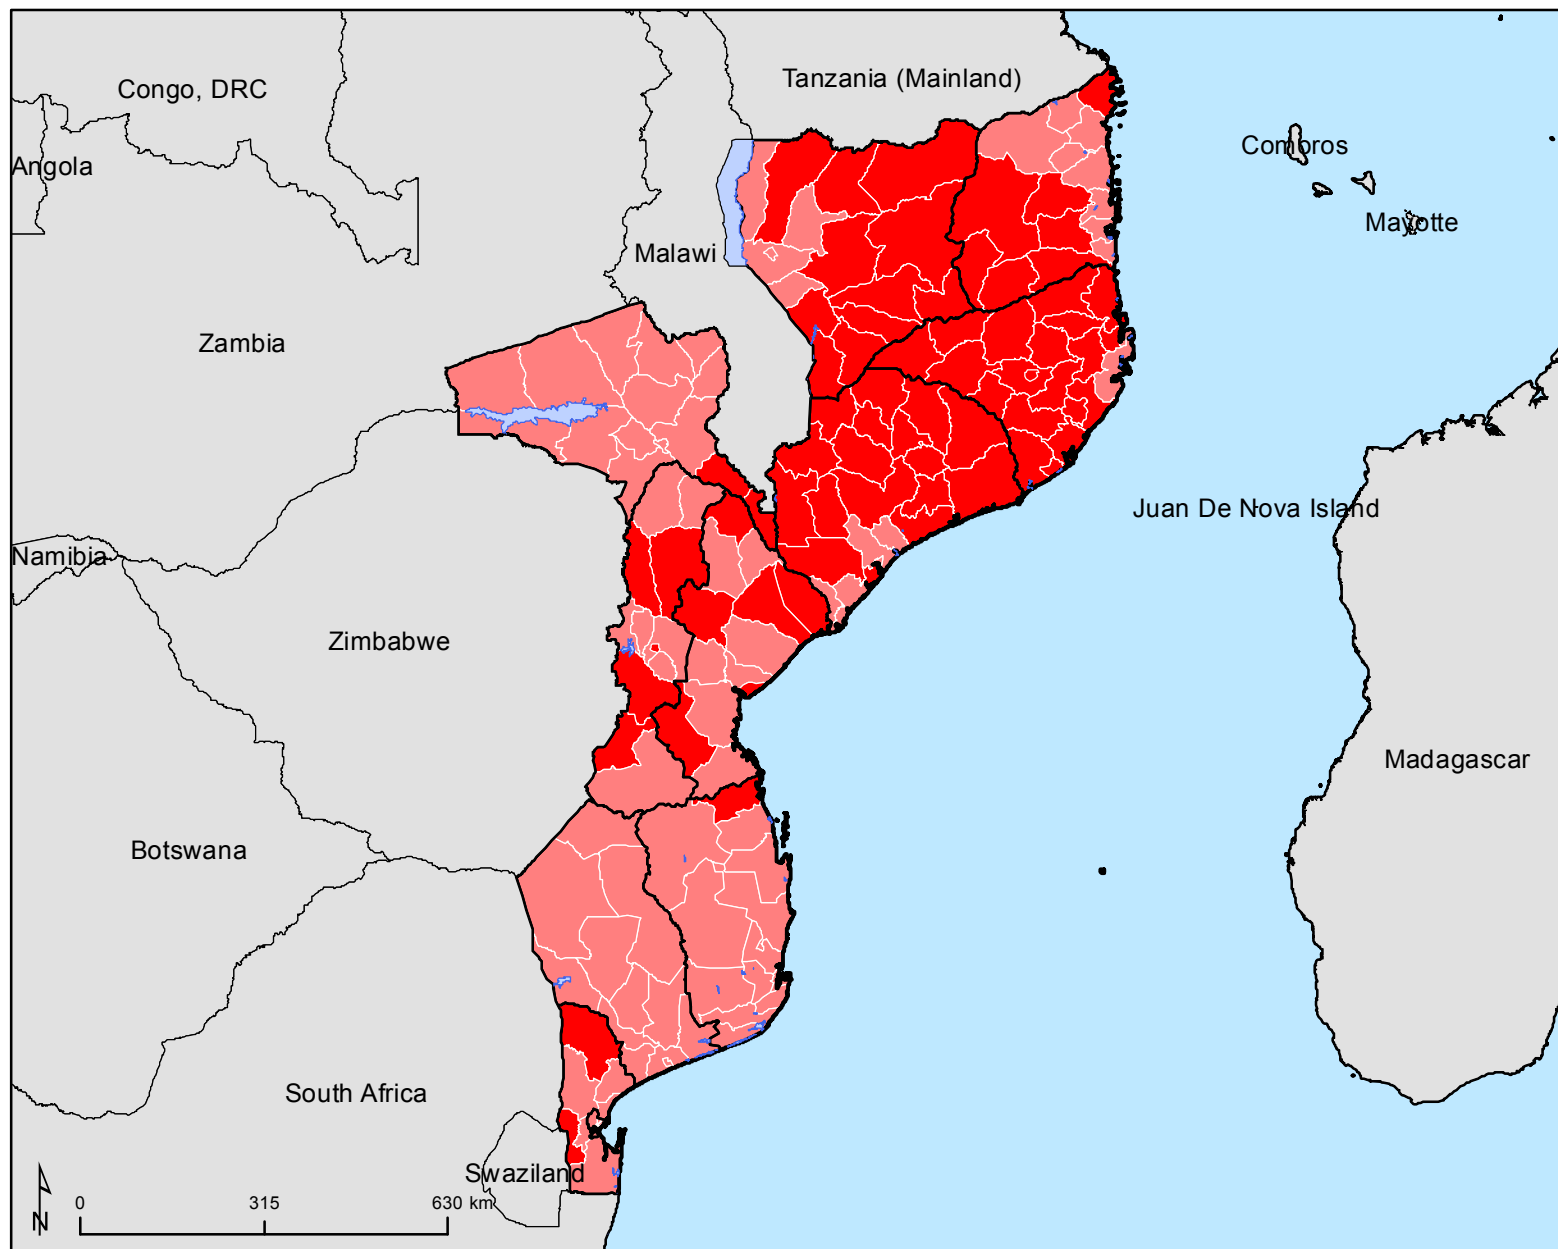 Tanzania (Mainland)
Congo, DRC
Comoros
Angola
Mayotte
Malawi
Zambia
Juan De Nova Island
Namibia
Zimbabwe
Madagascar
Botswana
South Africa
Swaziland
0 315 630 km
N